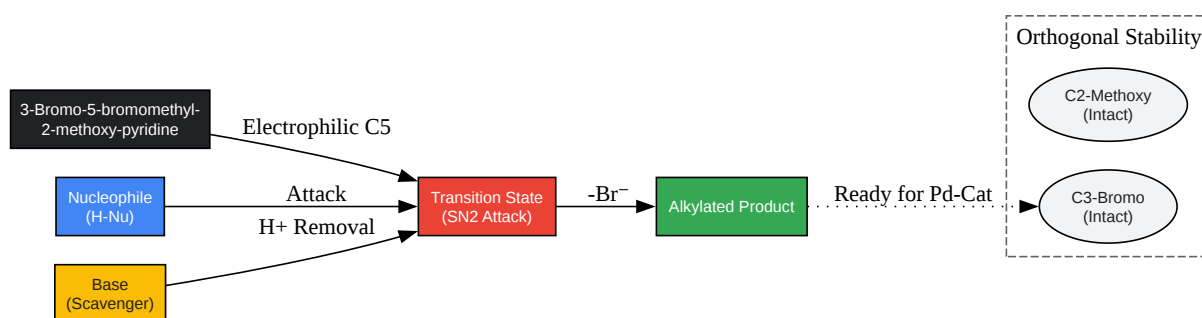 Orthogonal Stability
3-Bromo-5-bromomethyl-
2-methoxy-pyridine
Electrophilic C5
C2-Methoxy
(Intact)
Nucleophile
(H-Nu)
Attack
Transition State
(SN2 Attack)
-Br⁻
Alkylated Product
Ready for Pd-Cat
C3-Bromo
(Intact)
H+ Removal
Base
(Scavenger)